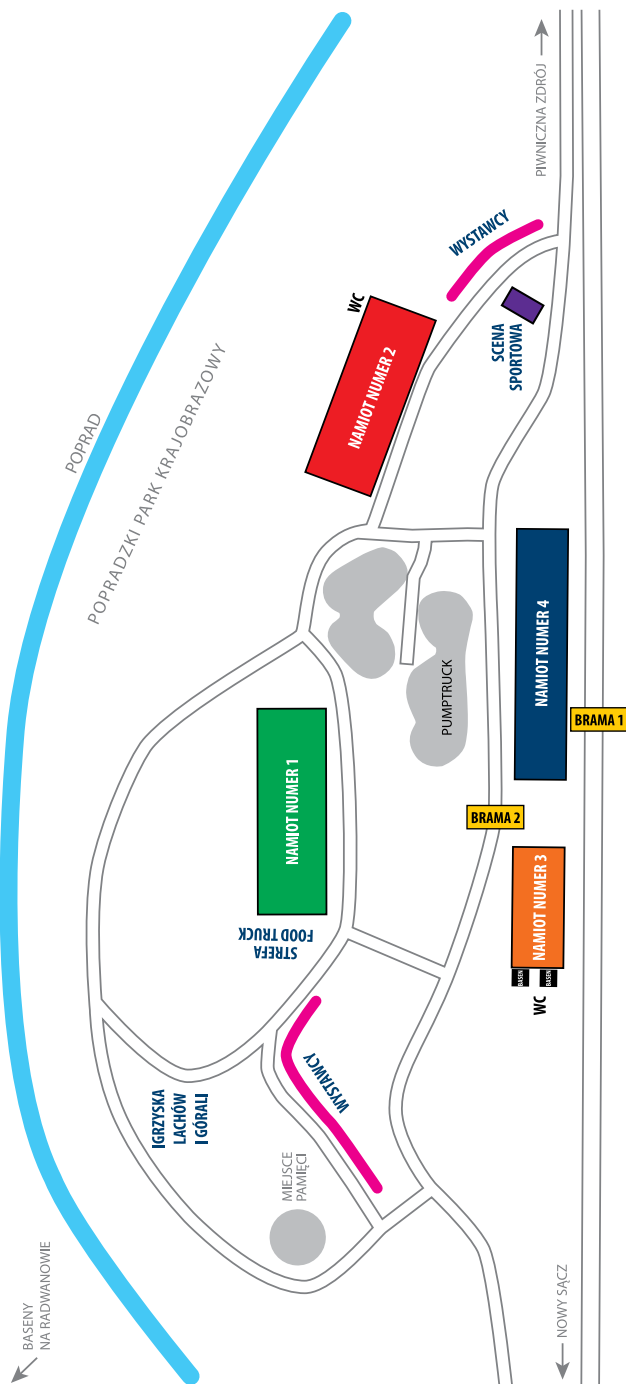 PIWNICZNA ZDRÓJ
WYSTAWCY
WC
SCENA
SPORTOWA
NAMIOT NUMER 2
POPRAD
POPRADZKI PARK KRAJOBRAZOWY
NAMIOT NUMER 4
PUMPTRUCK
BRAMA 1
NAMIOT NUMER 1
BRAMA 2
NAMIOT NUMER 3
STREFA
FOOD TRUCK
BASEN
BASEN
WC
WYSTAWCY
IGRZYSKA
LACHÓW
I GÓRALI
MIEJSCE
PAMIĘCI
BASENY
NA RADWANOWIE
NOWY SĄCZ